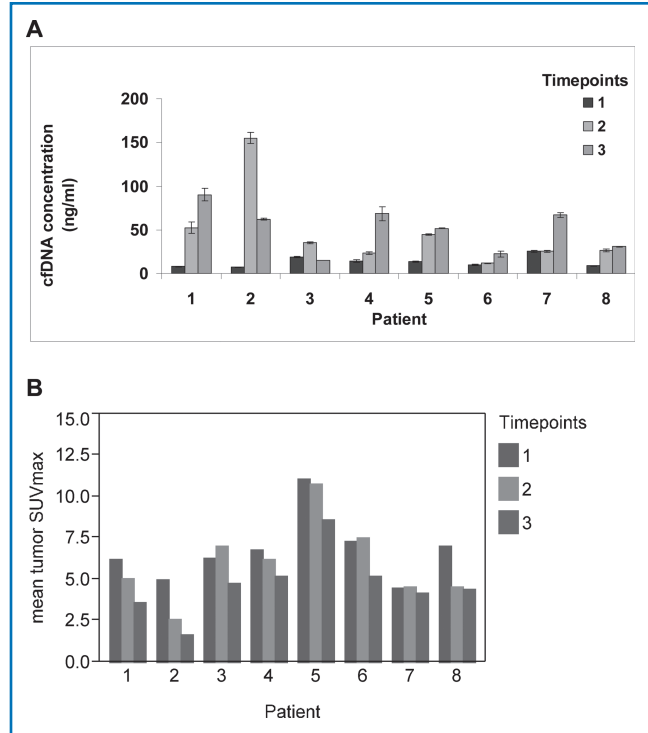 A
Timepoints
1
2
3
cfDNA concentration
(ng/ml)
200
150
100
50
0
1 2 3 4 5 6 7 8
Patient
B
Timepoints
1
2
3
mean tumor SUVmax
15.0
12.5
10.0
7.5
5.0
2.5
0.0
1 2 3 4 5 6 7 8
Patient